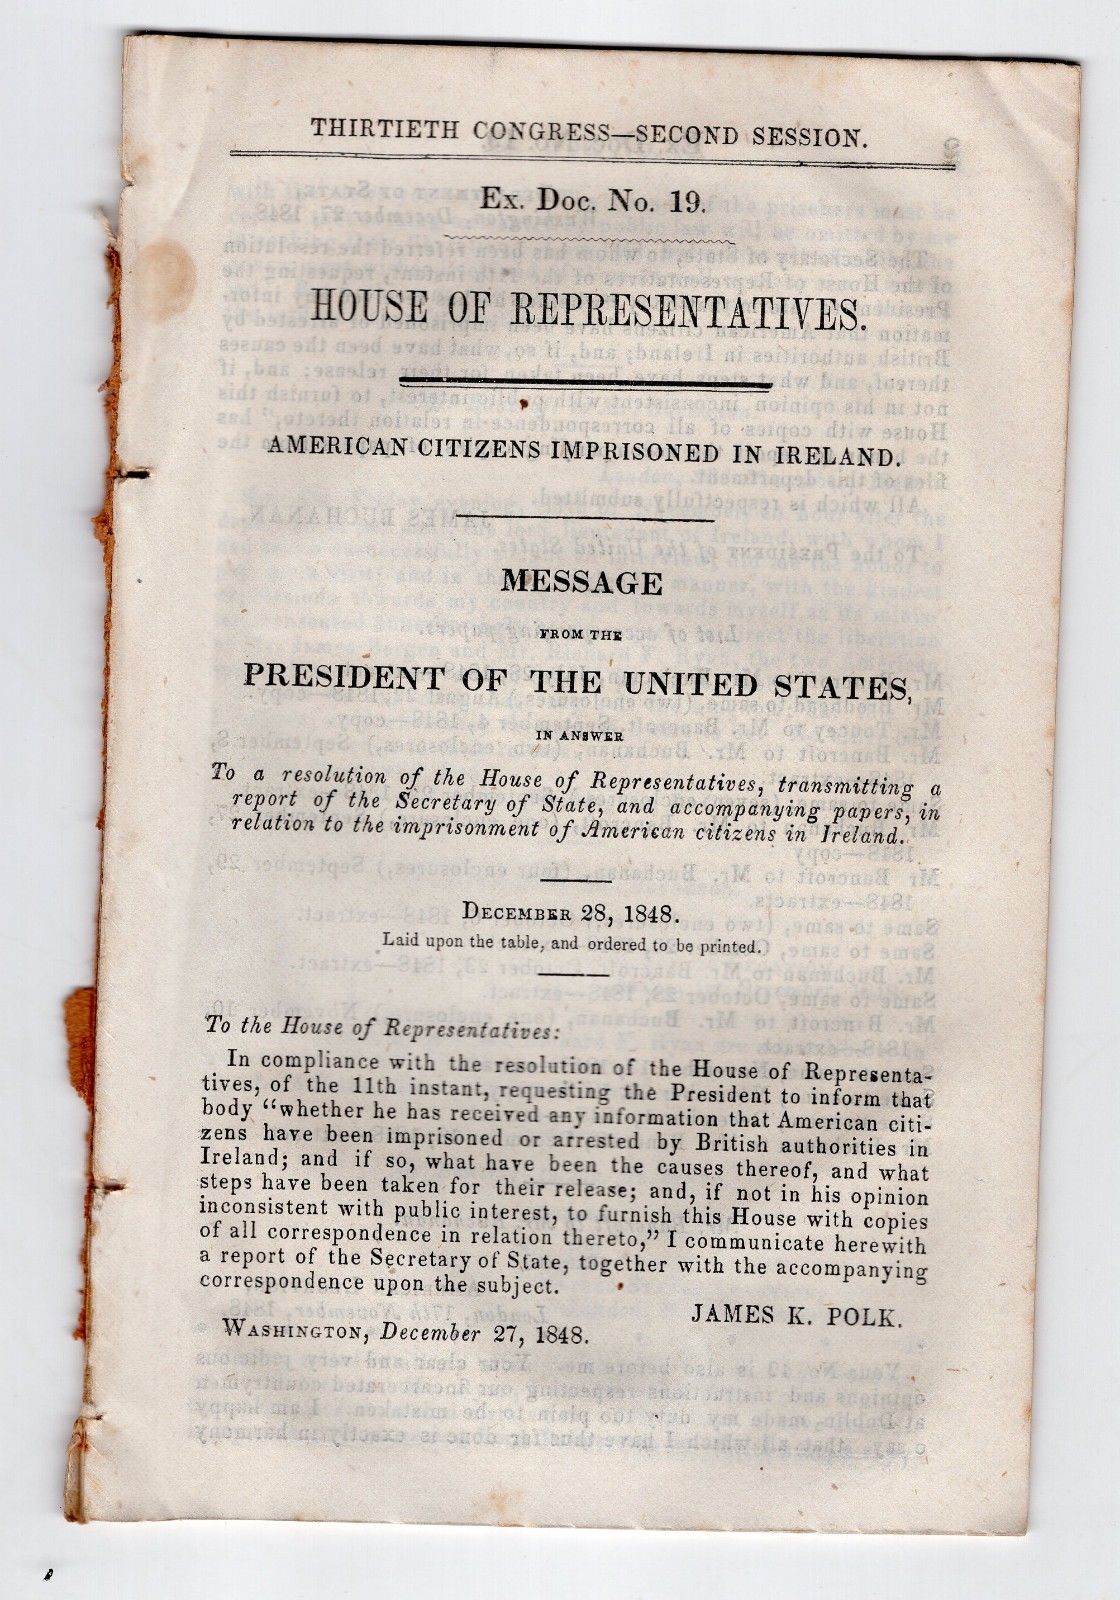 THIRTIETH CONGRESS—SECOND SESSION.
Ex. Doc. No. 19.
HOUSE OF REPRESENTATIVES.
AMERICAN CITIZENS IMPRISONED IN IRELAND.
MESSAGE
FROM THE
PRESIDENT OF THE UNITED STATES,
IN ANSWER
To a resolution of the House of Representatives, transmitting a
report of the Secretary of State, and accompanying papers, in
relation to the imprisonment of American citizens in Ireland.
December 28, 1848.
Laid upon the table, and ordered to be printed.
To the House of Representatives:
In compliance with the resolution of the House of Representa-
tives, of the 11th instant, requesting the President to inform that
body "whether he has received any information that American citi-
zens have been imprisoned or arrested by British authorities in
Ireland; and if so, what have been the causes thereof, and what
steps have been taken for their release; and, if not in his opinion
inconsistent with public interest, to furnish this House with copies
of all correspondence in relation thereto," I communicate herewith
a report of the Secretary of State, together with the accompanying
correspondence upon the subject.
JAMES K. POLK.
Washington, December 27, 1848.